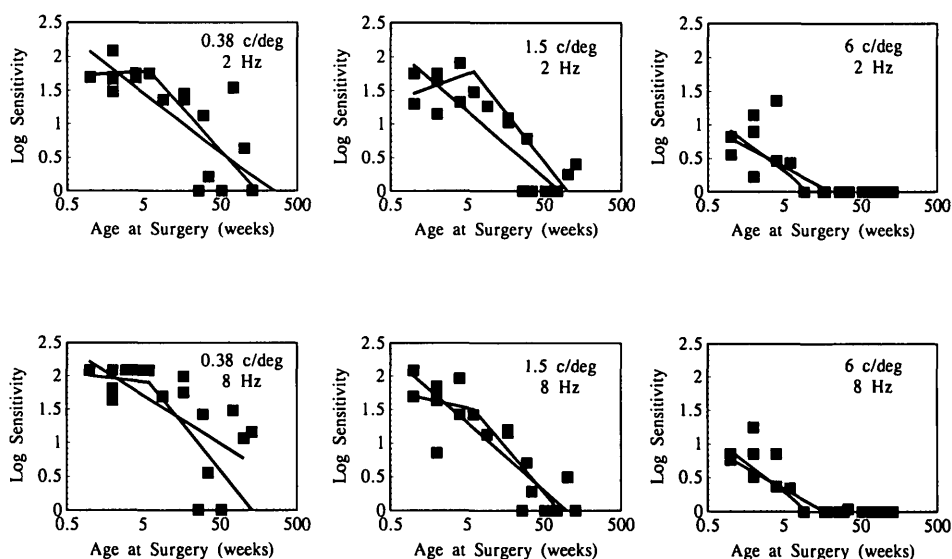 0.38 c/deg
2 Hz
Log Sensitivity
2.5
2
1.5
1
0.5
0
0.5 5 50 500
Age at Surgery (weeks)
1.5 c/deg
2 Hz
Log Sensitivity
2.5
2
1.5
1
0.5
0
0.5 5 50 500
Age at Surgery (weeks)
6 c/deg
2 Hz
Log Sensitivity
2.5
2
1.5
1
0.5
0
0.5 5 50 500
Age at Surgery (weeks)
0.38 c/deg
8 Hz
Log Sensitivity
2.5
2
1.5
1
0.5
0
0.5 5 50 500
Age at Surgery (weeks)
1.5 c/deg
8 Hz
Log Sensitivity
2.5
2
1.5
1
0.5
0
0.5 5 50 500
Age at Surgery (weeks)
6 c/deg
8 Hz
Log Sensitivity
2.5
2
1.5
1
0.5
0
0.5 5 50 500
Age at Surgery (weeks)